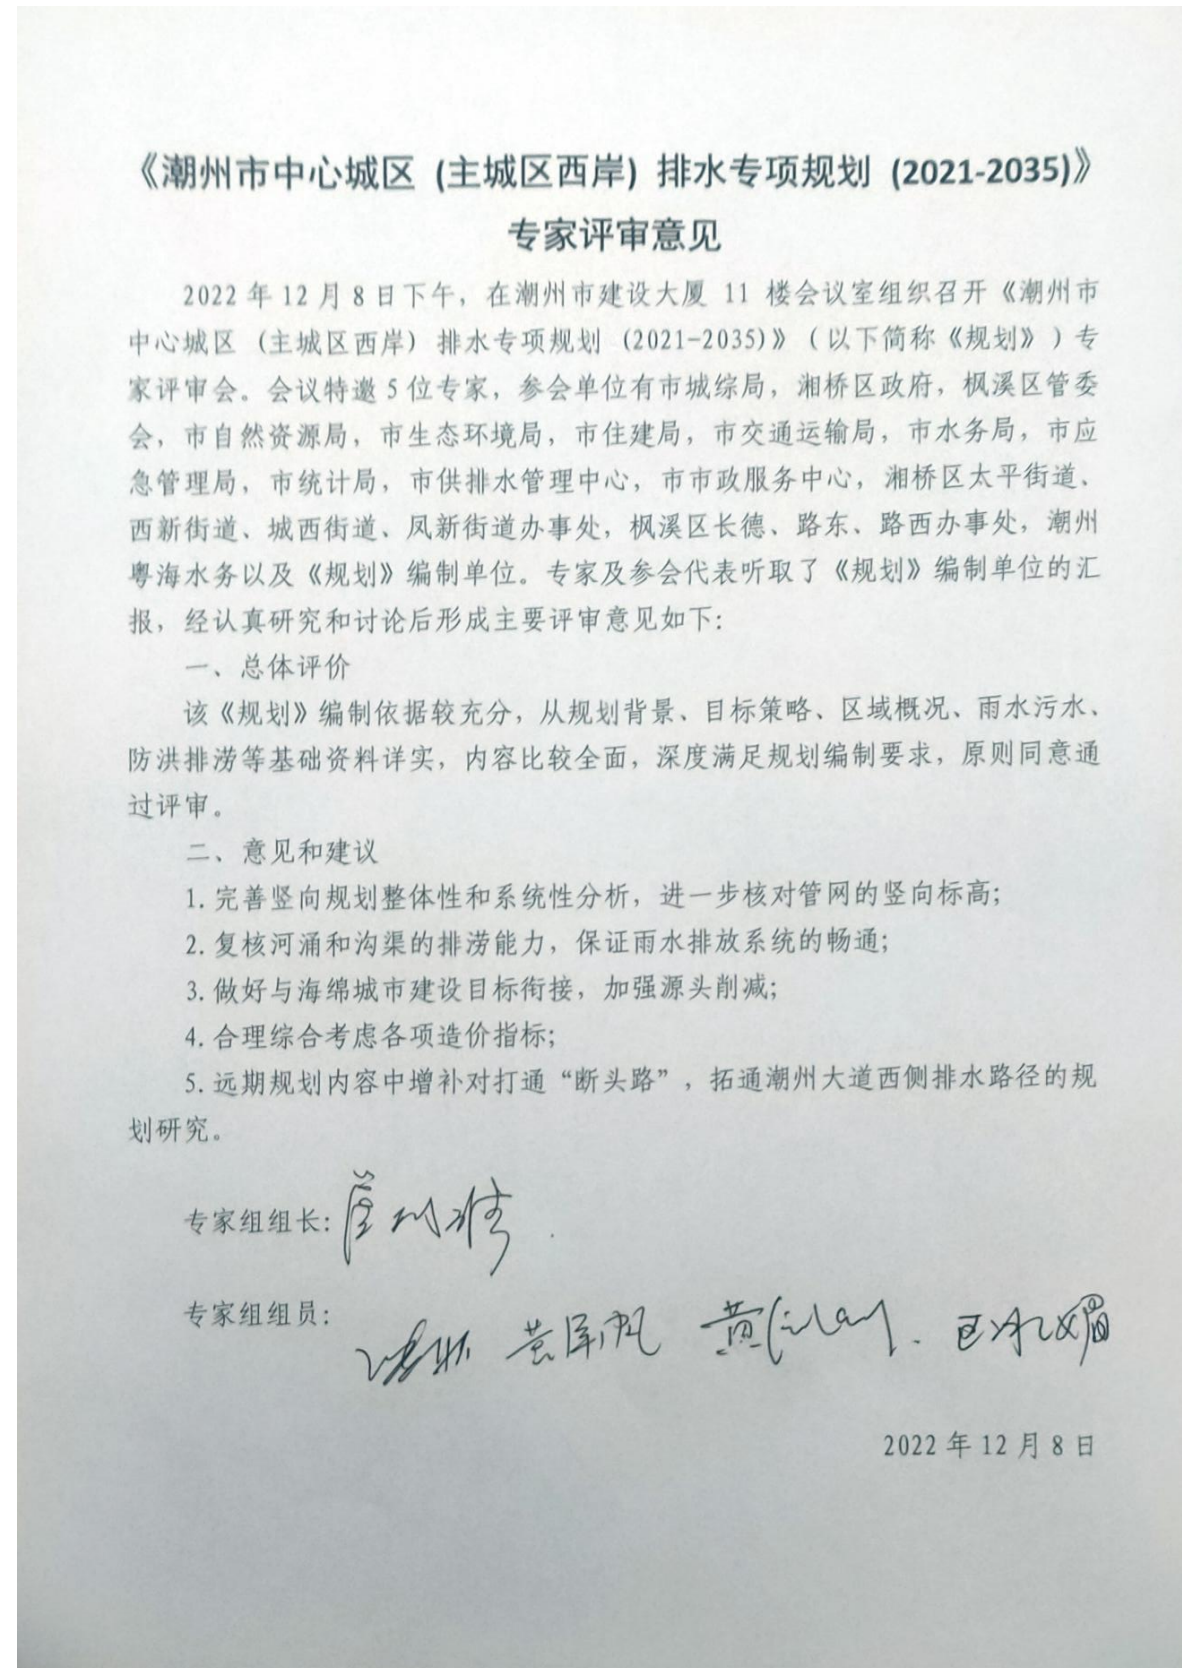 《潮州市中心城区 (主城区西岸) 排水专项规划 (2021-2035)》
专家评审意见
2022 年 12 月 8 日下午，在潮州市建设大厦 11 楼会议室组织召开《潮州市
中心城区（主城区西岸）排水专项规划（2021-2035)》（以下简称《规划》）专
家评审会。会议特邀 5 位专家，参会单位有市城综局，湘桥区政府，枫溪区管委
会，市自然资源局，市生态环境局，市住建局，市交通运输局，市水务局，市应
急管理局，市统计局，市供排水管理中心，市市政服务中心，湘桥区太平街道、
西新街道、城西街道、凤新街道办事处，枫溪区长德、路东、路西办事处，潮州
粤海水务以及《规划》编制单位。专家及参会代表听取了《规划》编制单位的汇
报，经认真研究和讨论后形成主要评审意见如下：
一、总体评价
该《规划》编制依据较充分，从规划背景、目标策略、区域概况、雨水污水、
防洪排涝等基础资料详实，内容比较全面，深度满足规划编制要求，原则同意通
过评审。
二、意见和建议
1. 完善竖向规划整体性和系统性分析，进一步核对管网的竖向标高；
2. 复核河涌和沟渠的排涝能力，保证雨水排放系统的畅通；
3. 做好与海绵城市建设目标衔接，加强源头削减；
4. 合理综合考虑各项造价指标；
5. 远期规划内容中增补对打通“断头路”，拓通潮州大道西侧排水路径的规
划研究。
专家组组长：
专家组组员：
2022 年 12 月 8 日